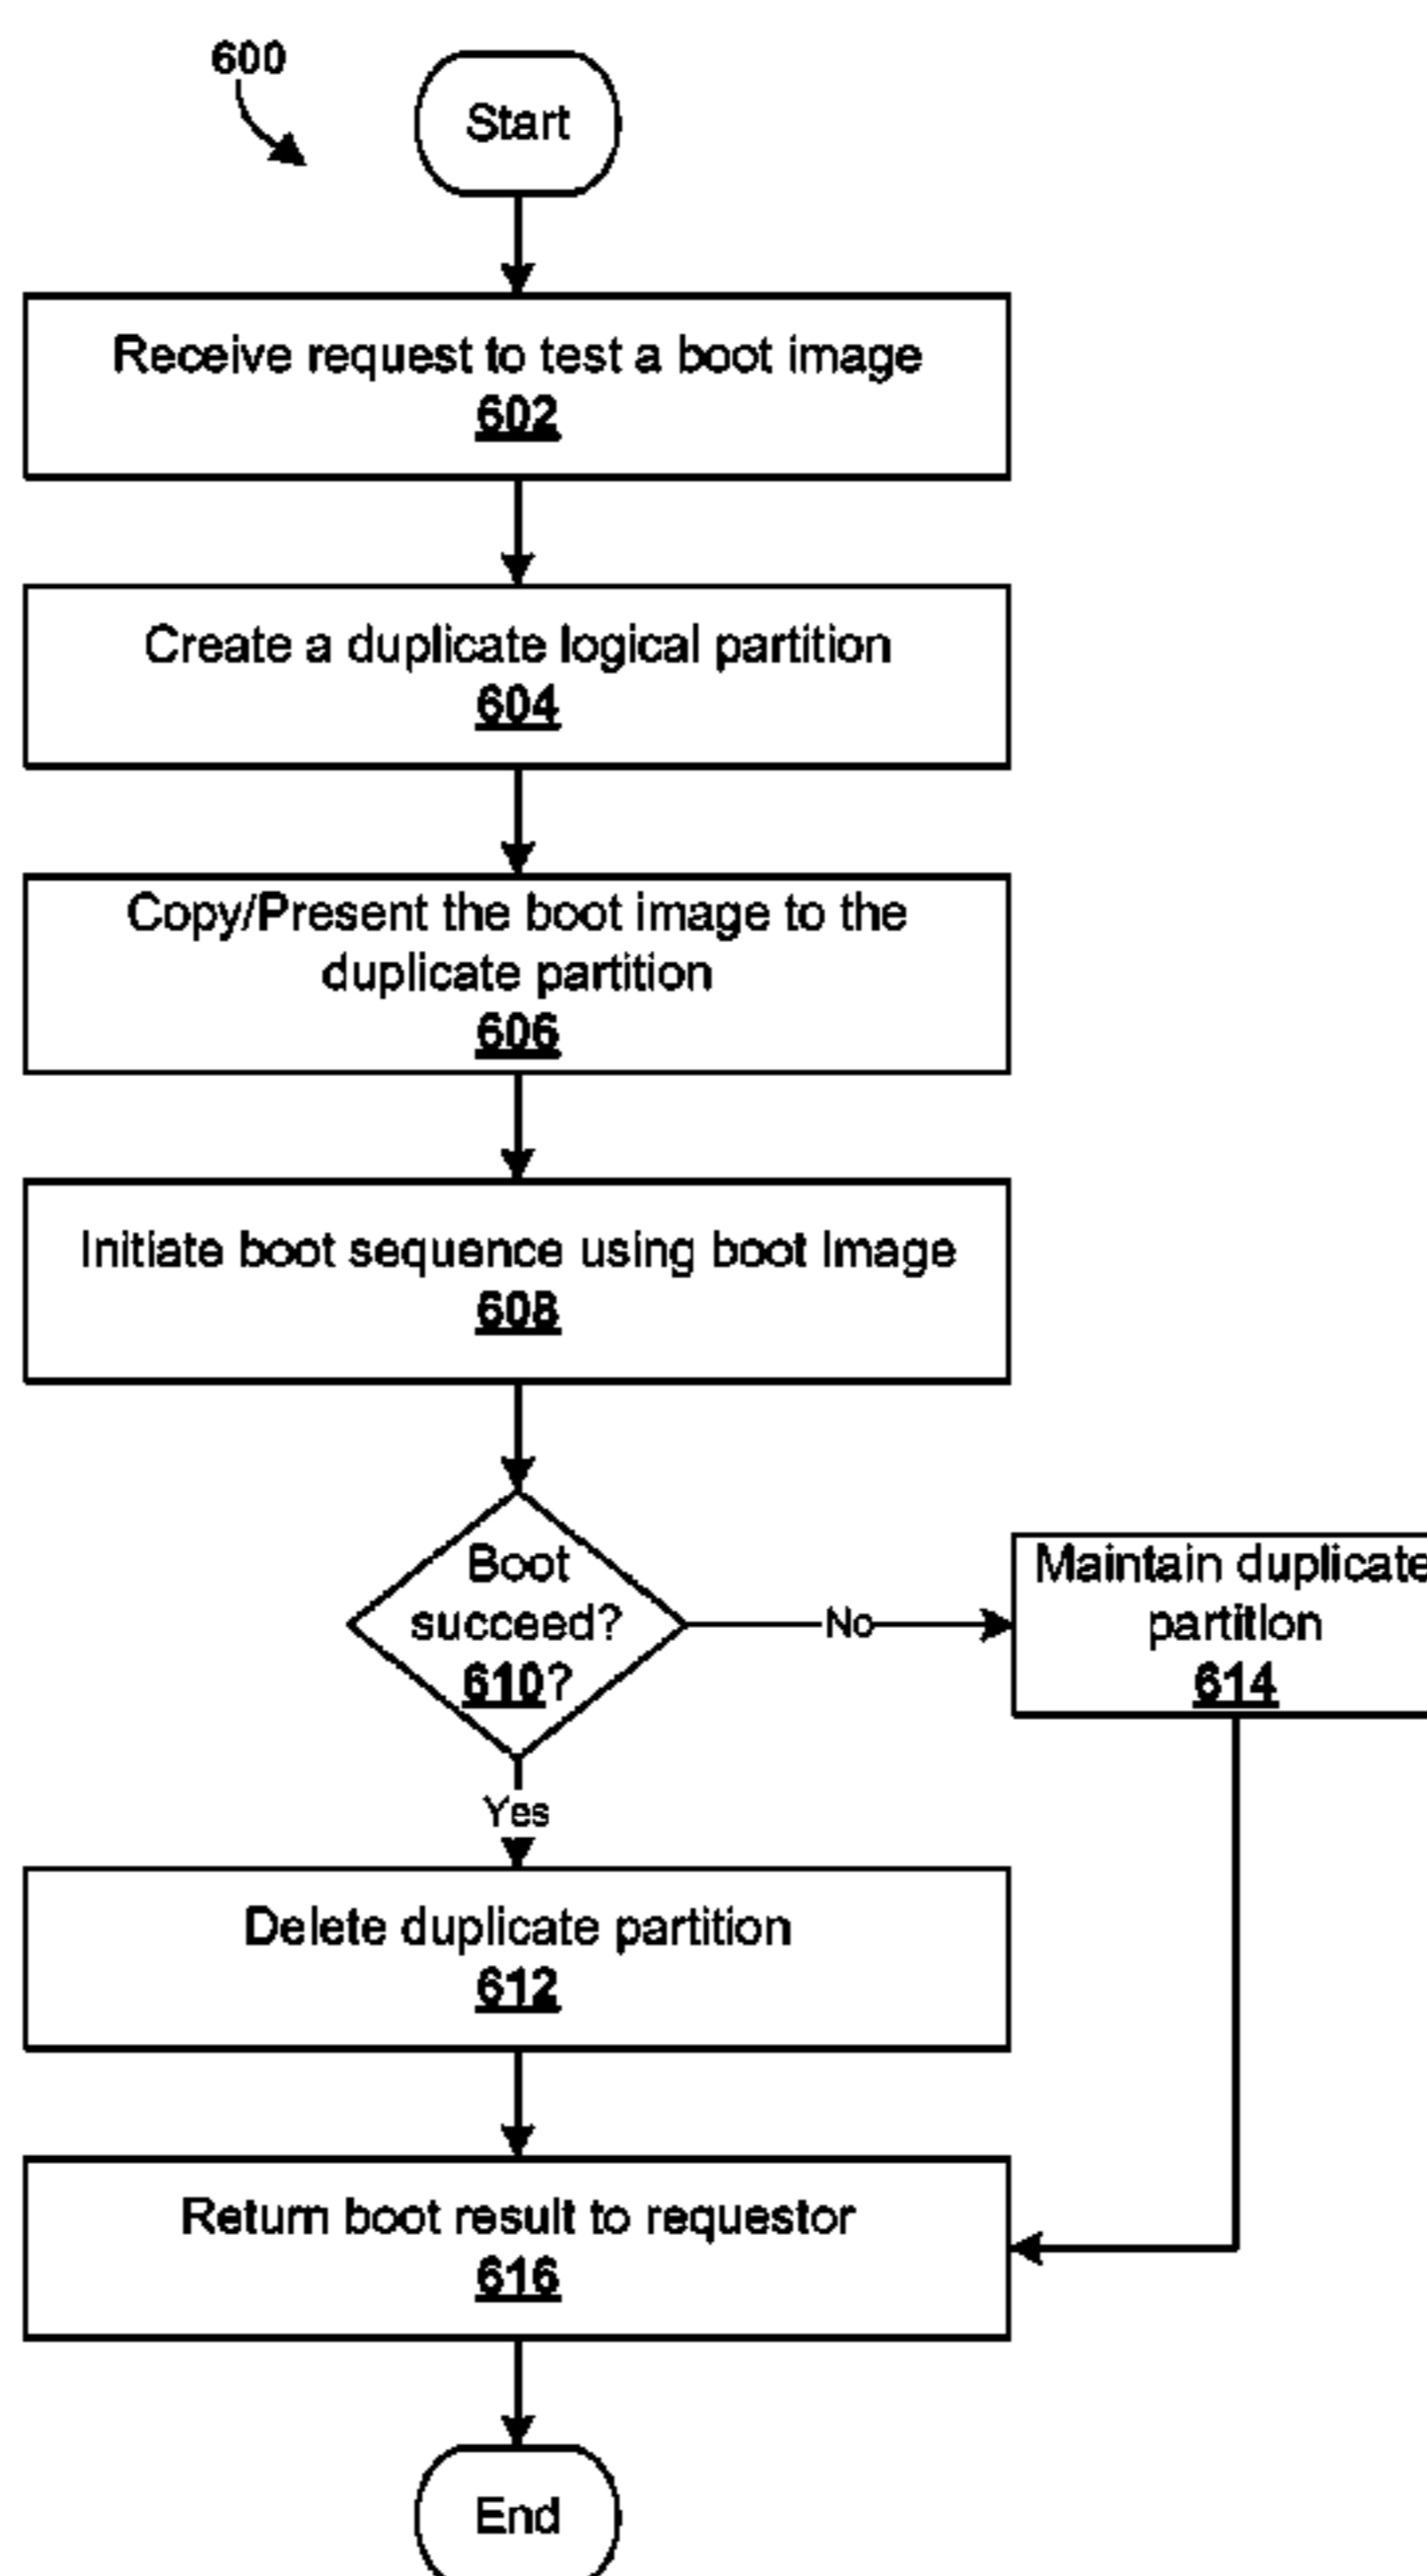 600
Start
Receive request to test a boot image
602
Create a duplicate logical partition
604
Copy/Present the boot image to the
duplicate partition
606
Initiate boot sequence using boot image
608
Boot
succeed?
610?
No
Maintain duplicate
partition
614
Yes
Delete duplicate partition
612
Return boot result to requestor
616
End